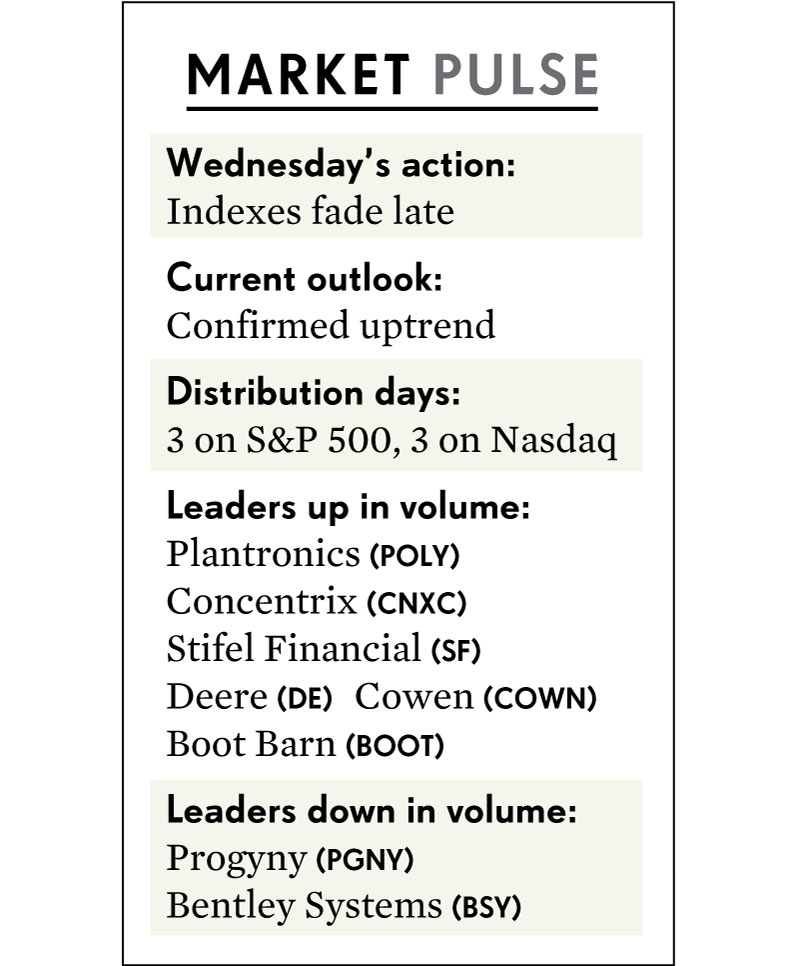 MARKET PULSE
Wednesday’s action:
Indexes fade late
Current outlook:
Confirmed uptrend
Distribution days:
3 on S&P 500, 3 on Nasdaq
Leaders up in volume:
Plantronics (POLY)
Concentrix (CNXC)
Stifel Financial (SF)
Deere (DE) Cowen (COWN)
Boot Barn (BOOT)
Leaders down in volume:
Progyny (PGNY)
Bentley Systems (BSY)